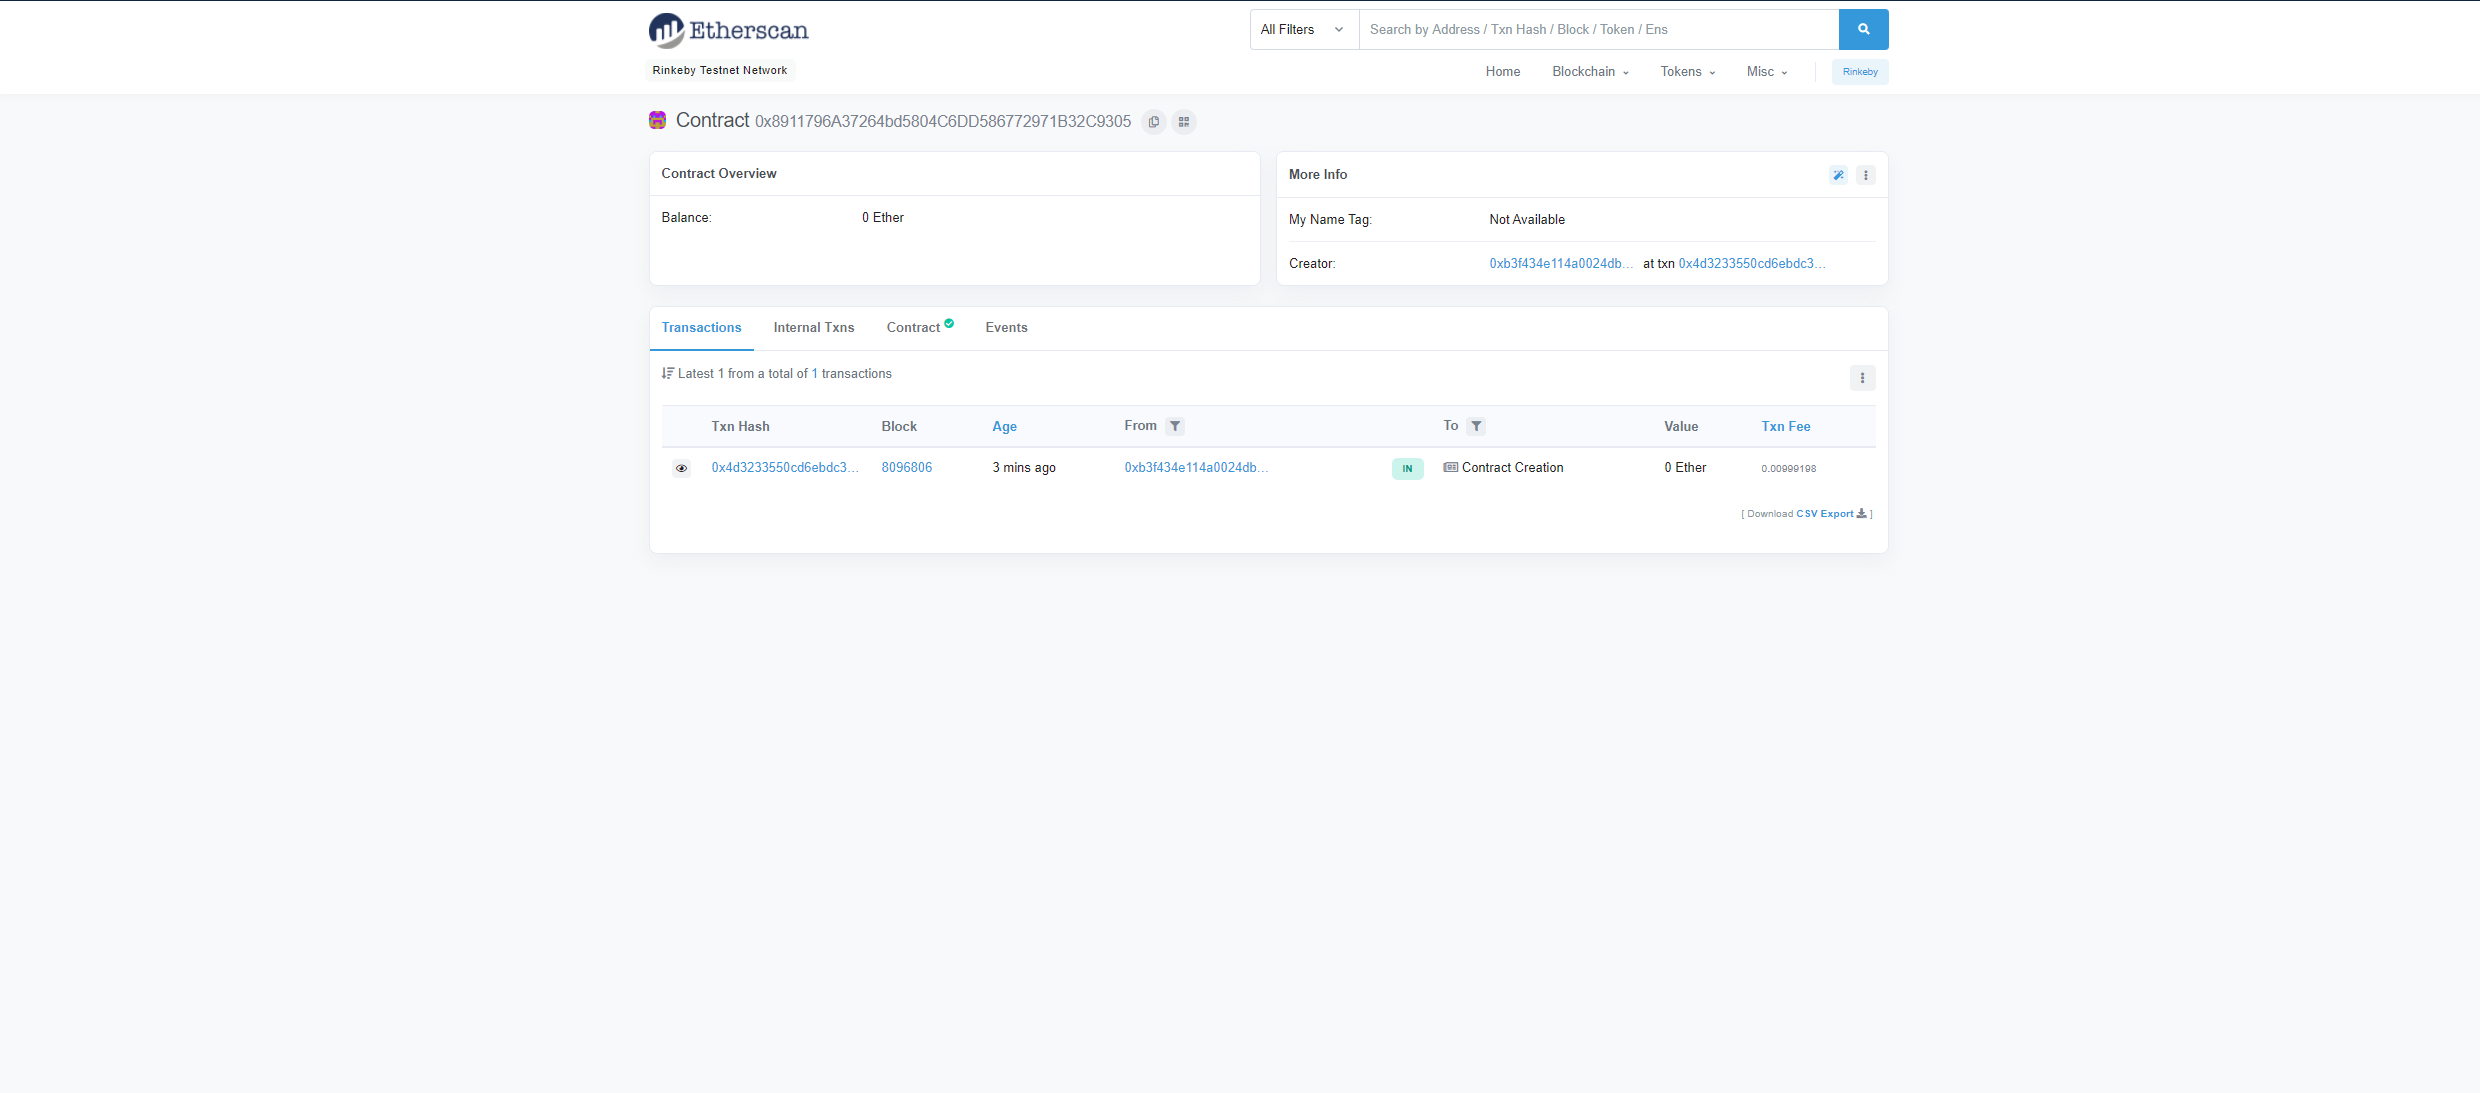 Etherscan
All Filters
Search by Address / Txn Hash / Block / Token / Ens
Rinkeby Testnet Network
Home Blockchain Tokens Misc Rinkeby
Contract 0x8911796A37264bd5804C6DD586772971B32C9305
Contract Overview
Balance: 0 Ether
More Info
My Name Tag: Not Available
Creator: 0xb3f434e114a0024db... at txn 0x4d3233550cd6ebdc3...
Transactions Internal Txns Contract Events
Latest 1 from a total of 1 transactions
Txn Hash Block Age From To Value Txn Fee
0x4d3233550cd6ebdc3... 8096806 3 mins ago 0xb3f434e114a0024db... IN Contract Creation 0 Ether 0.00999198
[ Download CSV Export ]